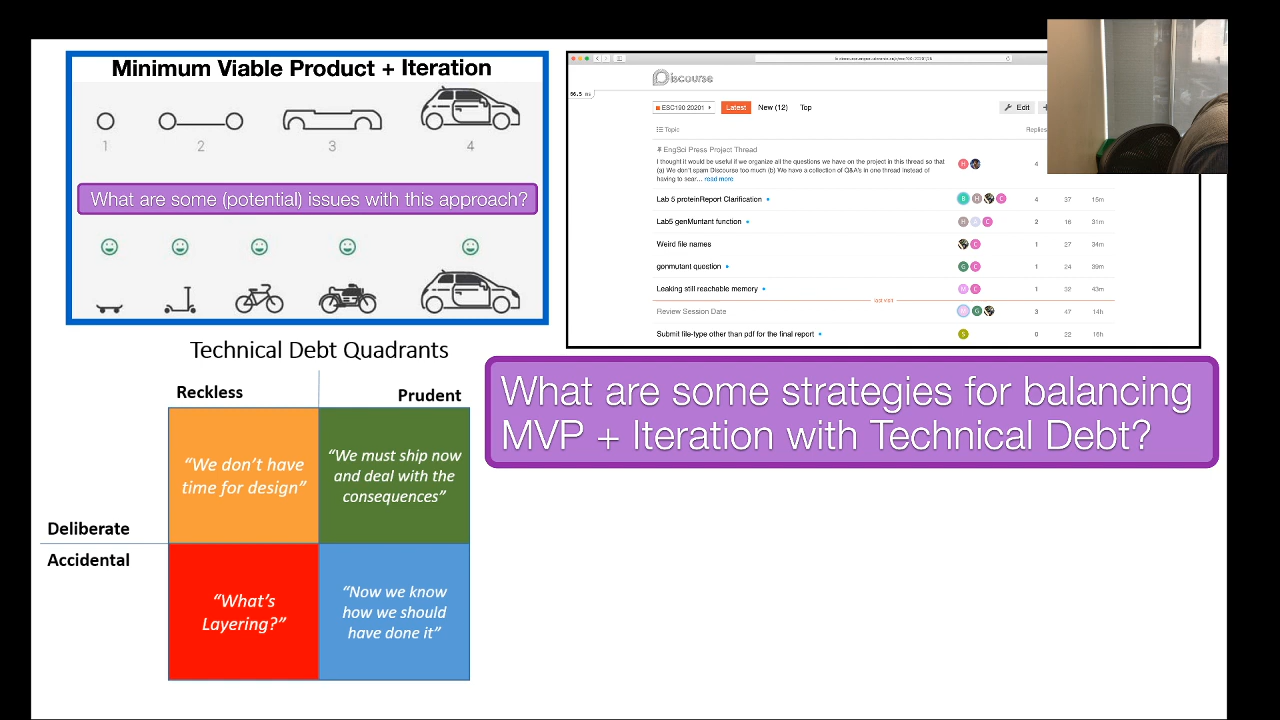 Minimum Viable Product + Iteration
1
2
3
4
What are some (potential) issues with this approach?
Discourse
ESC190 20201
Latest
New (12)
Top
Edit
Topic
Replies
EngSci Press Project Thread
I thought it would be useful if we organize all the questions we have on the project in this thread so that
(a) We don't spam Discourse too much (b) We have a collection of Q&A's in one thread instead of
having to scar... read more
4
Lab 5 proteinReport Clarification
4 37 15m
Lab5 genMuntant function
2 16 31m
Weird file names
1 27 34m
genmutant question
1 24 39m
Leaking still reachable memory
1 32 43m
last visit
Review Session Date
3 47 14h
Submit file-type other than pdf for the final report
0 22 16h
Technical Debt Quadrants
Reckless
Prudent
Deliberate
Accidental
“We don’t have
time for design”
“We must ship now
and deal with the
consequences”
“What’s
Layering?”
“Now we know
how we should
have done it”
What are some strategies for balancing
MVP + Iteration with Technical Debt?